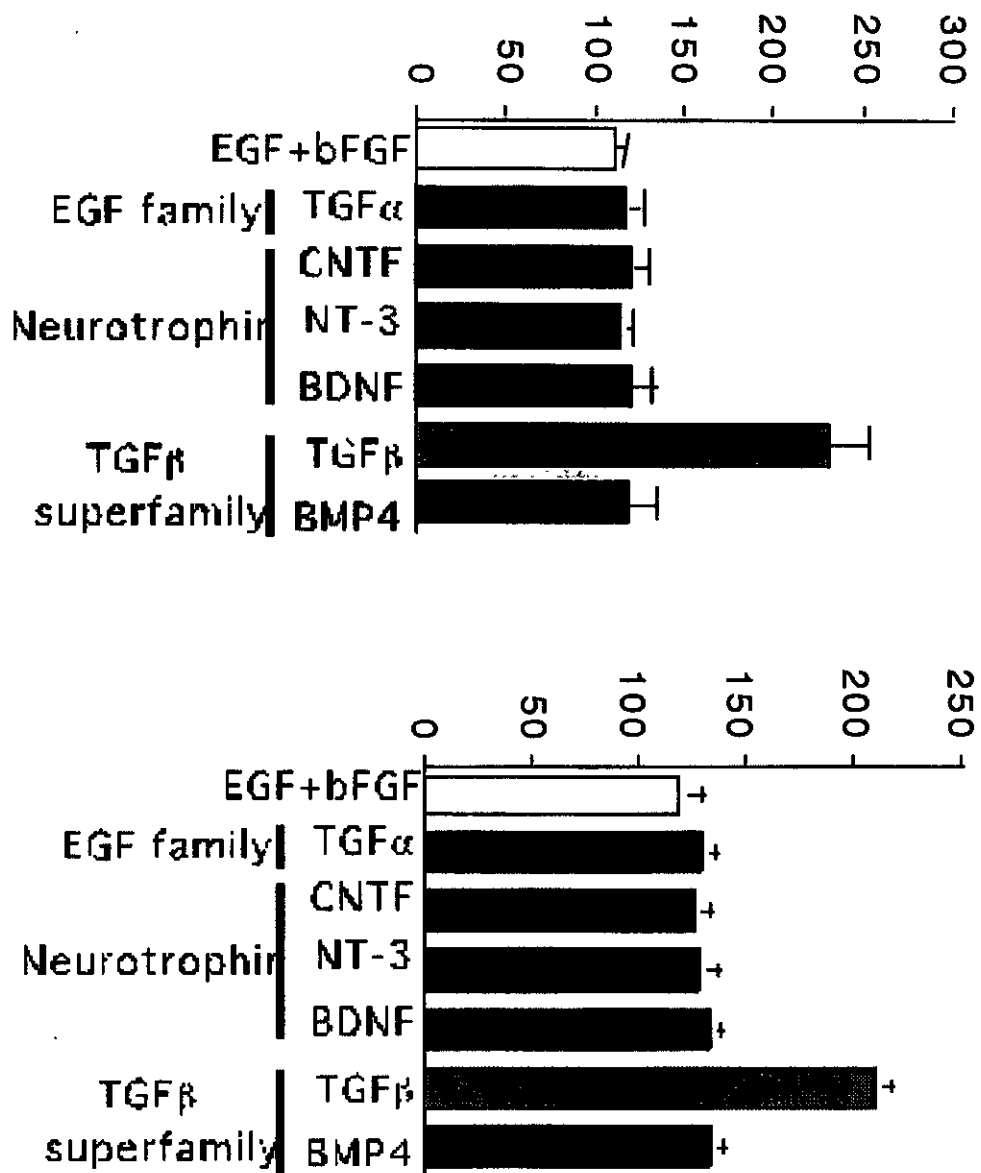 0 50 100 150 200 250 300
EGF+bFGF
EGF family TGFα
CNTF
Neurotrophin NT-3
BDNF
TGFβ TGFβ
superfamily BMP4
0 50 100 150 200 250
EGF+bFGF
EGF family TGFα
CNTF
Neurotrophin NT-3
BDNF
TGFβ TGFβ
superfamily BMP4